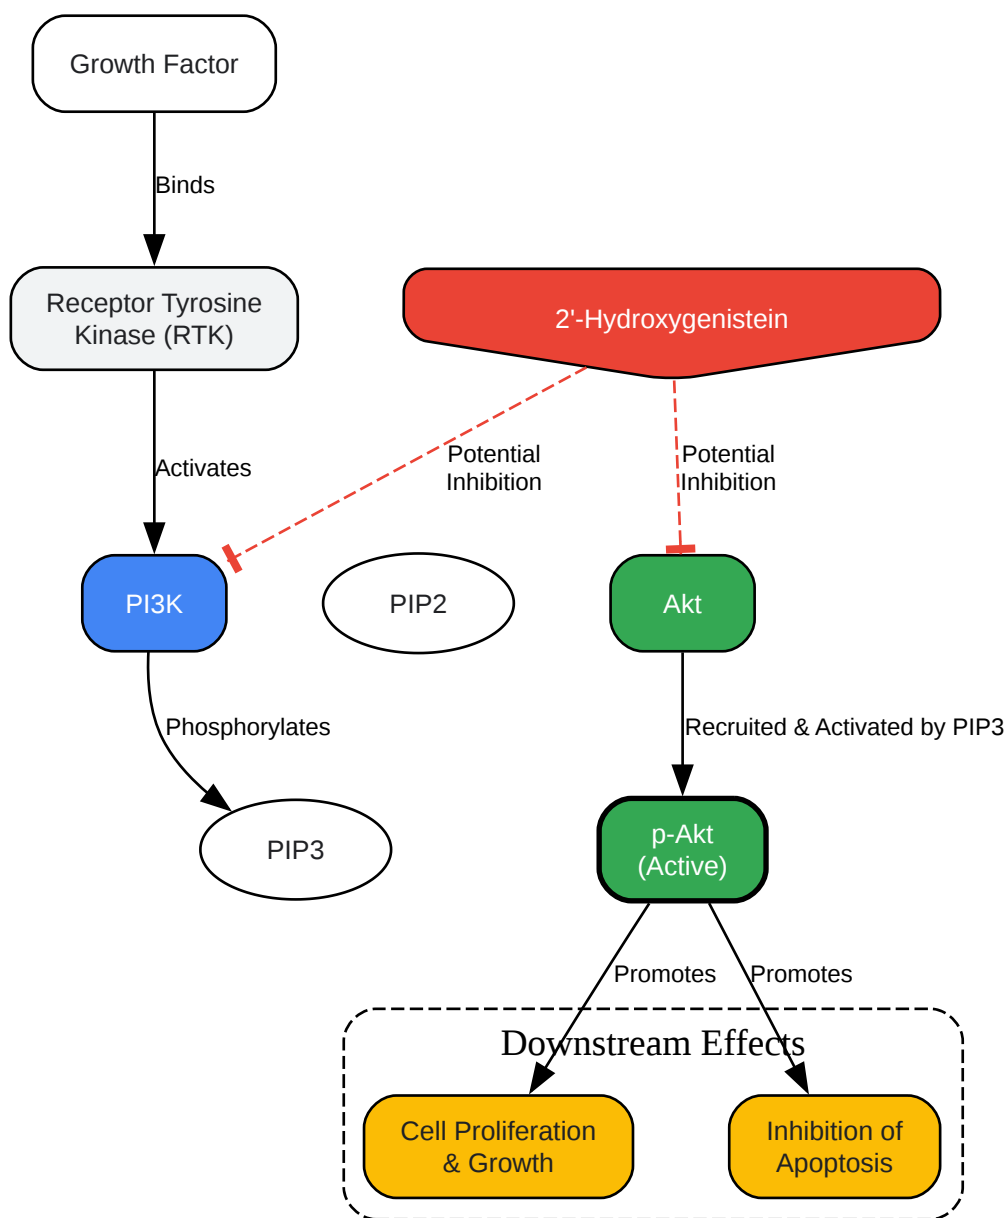 Growth Factor
Binds
Receptor Tyrosine
Kinase (RTK)
2'-Hydroxygenistein
Activates
Potential
Inhibition
Potential
Inhibition
PI3K
PIP2
Akt
Phosphorylates
Recruited & Activated by PIP3
PIP3
p-Akt
(Active)
Promotes
Promotes
Downstream Effects
Cell Proliferation
& Growth
Inhibition of
Apoptosis